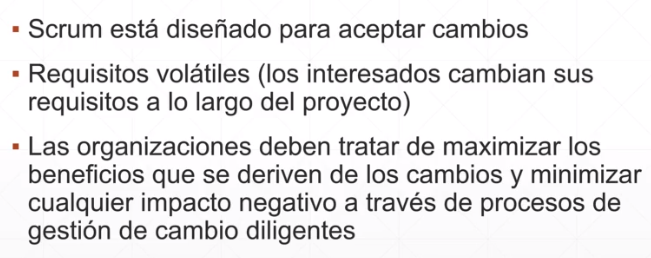 ▪ Scrum está diseñado para aceptar cambios
▪ Requisitos volátiles (los interesados cambian sus
requisitos a lo largo del proyecto)
▪ Las organizaciones deben tratar de maximizar los
beneficios que se deriven de los cambios y minimizar
cualquier impacto negativo a través de procesos de
gestión de cambio diligentes